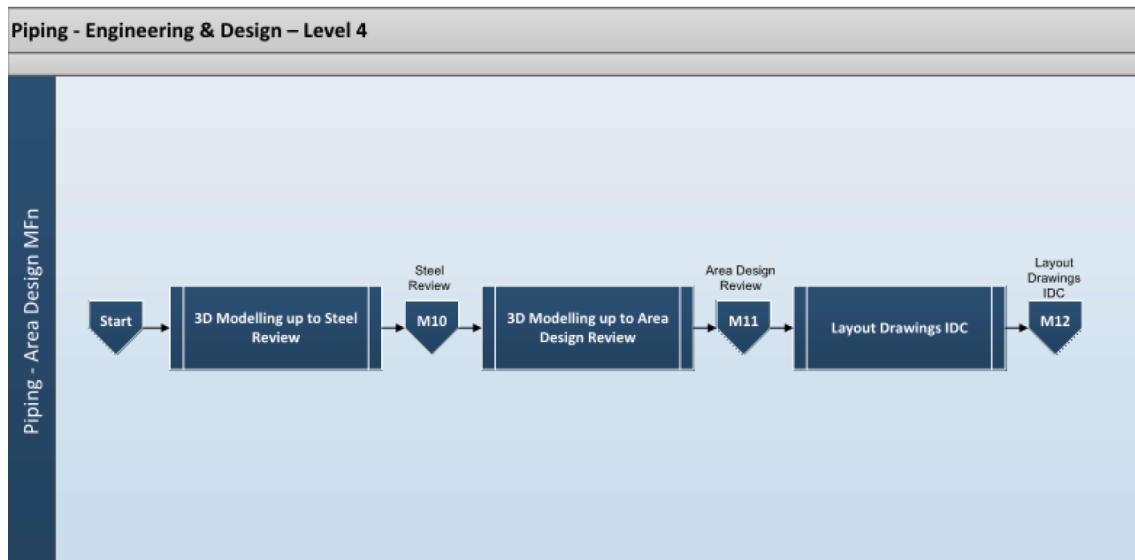 Piping - Engineering & Design – Level 4
Piping - Area Design MFn
Start
3D Modelling up to Steel
Review
Steel
Review
M10
3D Modelling up to Area
Design Review
Area Design
Review
M11
Layout Drawings IDC
Layout
Drawings
IDC
M12